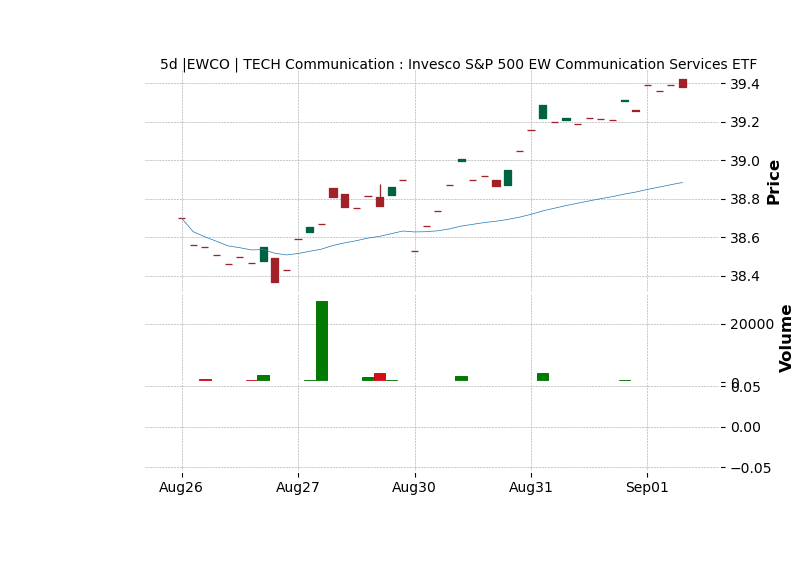 5d |EWCO | TECH Communication : Invesco S&P 500 EW Communication Services ETF
39.4
39.2
39.0
38.8
38.6
38.4
Price
20000
0
Volume
0.05
0.00
−0.05
Aug26 Aug27 Aug30 Aug31 Sep01